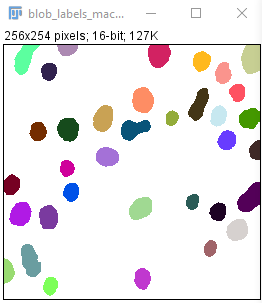 blob_labels_mac...
256x254 pixels; 16-bit; 127K